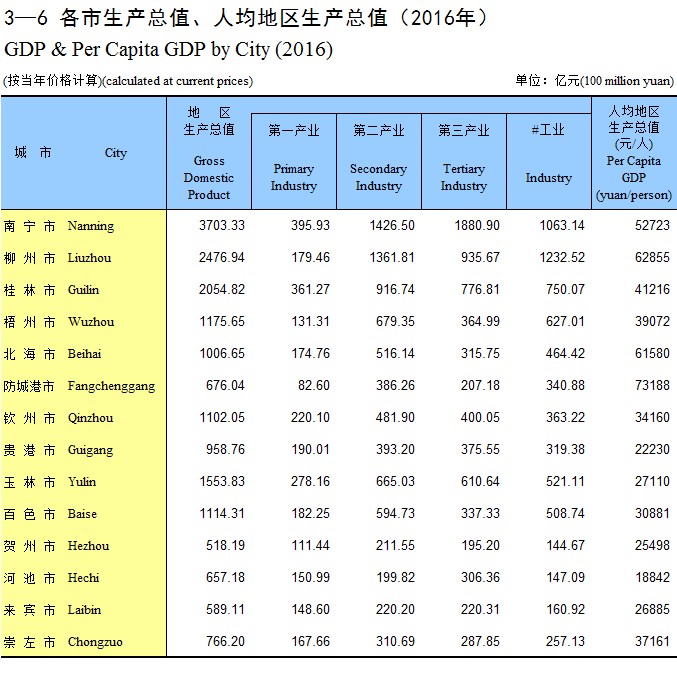 3—6 各市生产总值、人均地区生产总值（2016年）
GDP & Per Capita GDP by City (2016)
(按当年价格计算)(calculated at current prices) 单位：亿元(100 million yuan)
城 市 City 地 区 生产总值 Gross Domestic Product 第一产业 Primary Industry 第二产业 Secondary Industry 第三产业 Tertiary Industry #工业 Industry 人均地区 生产总值 (元/人) Per Capita GDP (yuan/person)
南 宁 市 Nanning 3703.33 395.93 1426.50 1880.90 1063.14 52723
柳 州 市 Liuzhou 2476.94 179.46 1361.81 935.67 1232.52 62855
桂 林 市 Guilin 2054.82 361.27 916.74 776.81 750.07 41216
梧 州 市 Wuzhou 1175.65 131.31 679.35 364.99 627.01 39072
北 海 市 Beihai 1006.65 174.76 516.14 315.75 464.42 61580
防城港市 Fangchenggang 676.04 82.60 386.26 207.18 340.88 73188
钦 州 市 Qinzhou 1102.05 220.10 481.90 400.05 363.22 34160
贵 港 市 Guigang 958.76 190.01 393.20 375.55 319.38 22230
玉 林 市 Yulin 1553.83 278.16 665.03 610.64 521.11 27110
百 色 市 Baise 1114.31 182.25 594.73 337.33 508.74 30881
贺 州 市 Hezhou 518.19 111.44 211.55 195.20 144.67 25498
河 池 市 Hechi 657.18 150.99 199.82 306.36 147.09 18842
来 宾 市 Laibin 589.11 148.60 220.20 220.31 160.92 26885
崇 左 市 Chongzuo 766.20 167.66 310.69 287.85 257.13 37161